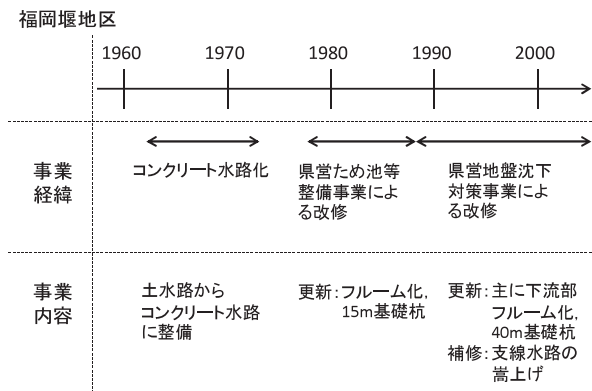 福岡堰地区
1960
1970
1980
1990
2000
事業
経緯
コンクリート水路化
県営ため池等
整備事業によ
る改修
県営地盤沈下
対策事業によ
る改修
事業
内容
土水路から
コンクリート水路
に整備
更新：フルーム化，
15m基礎杭
更新：主に下流部
フルーム化，
40m基礎杭
補修：支線水路の
嵩上げ